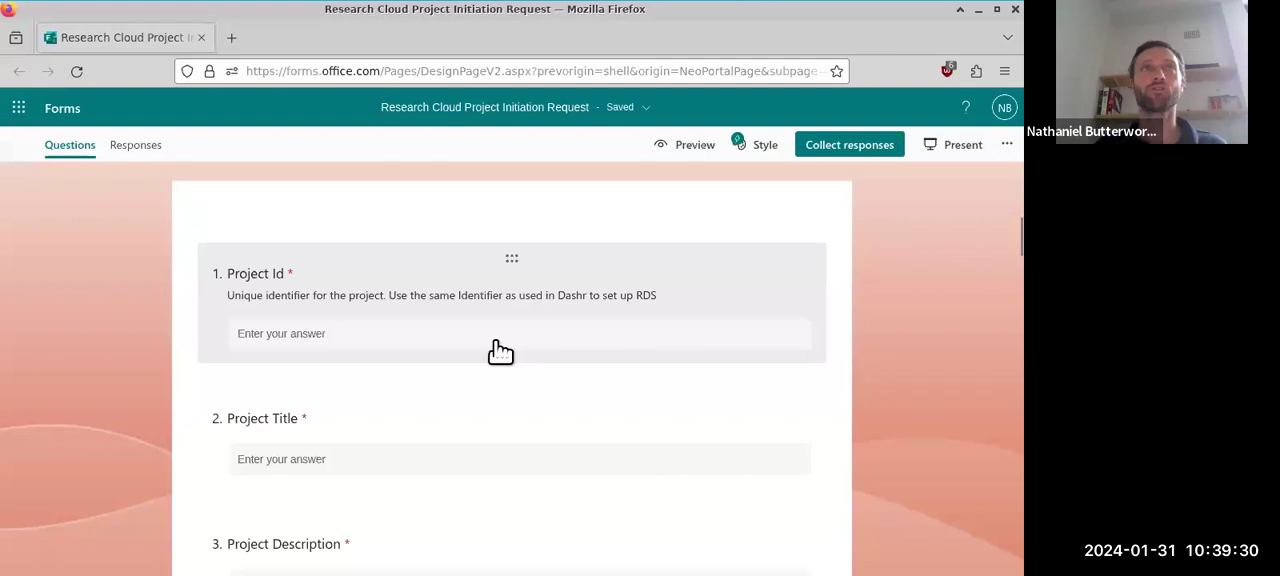 Research Cloud Project Initiation Request — Mozilla Firefox
Research Cloud Project I
https://forms.office.com/Pages/DesignPageV2.aspx?prevorigin=shell&origin=NeoPortalPage&subpage
6
Forms
Research Cloud Project Initiation Request - Saved
?
NB
Questions
Responses
Preview
Style
Collect responses
Present
Nathaniel Butterwor...
1. Project Id *
Unique identifier for the project. Use the same Identifier as used in Dashr to set up RDS
Enter your answer
2. Project Title *
Enter your answer
3. Project Description *
2024-01-31 10:39:30